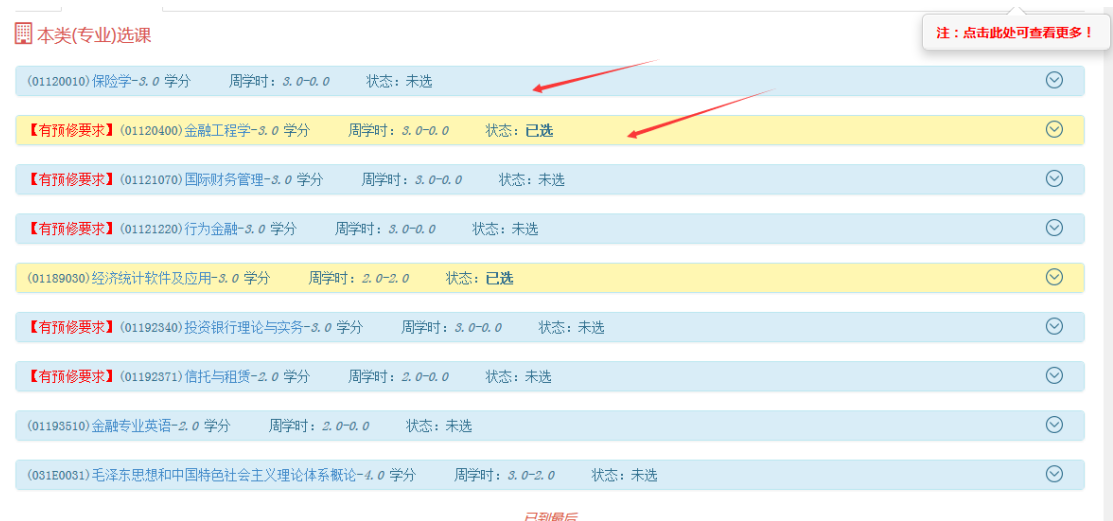 本类(专业)选课
注：点击此处可查看更多！
(01120010)保险学-3.0 学分 周学时：3.0-0.0 状态：未选
【有预修要求】(01120400)金融工程学-3.0 学分 周学时：3.0-0.0 状态：已选
【有预修要求】(01121070)国际财务管理-3.0 学分 周学时：3.0-0.0 状态：未选
【有预修要求】(01121220)行为金融-3.0 学分 周学时：3.0-0.0 状态：未选
(01189030)经济统计软件及应用-3.0 学分 周学时：2.0-2.0 状态：已选
【有预修要求】(01192340)投资银行理论与实务-3.0 学分 周学时：3.0-0.0 状态：未选
【有预修要求】(01192371)信托与租赁-2.0 学分 周学时：2.0-0.0 状态：未选
(01193510)金融专业英语-2.0 学分 周学时：2.0-0.0 状态：未选
(031E0031)毛泽东思想和中国特色社会主义理论体系概论-4.0 学分 周学时：3.0-2.0 状态：未选
已到最后